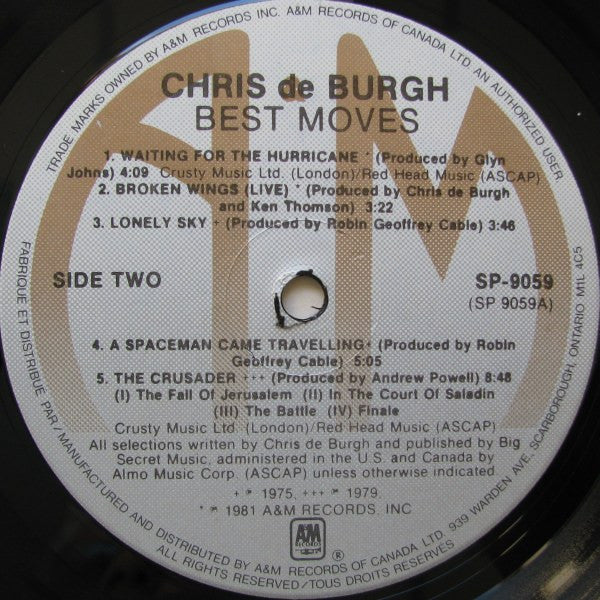 TRADE MARKS OWNED BY A&M RECORDS INC. A&M RECORDS OF CANADA LTD. AN AUTHORIZED USER
CHRIS de BURGH
BEST MOVES
1. WAITING FOR THE HURRICANE * (Produced by Glyn
Johns) 4:09 Crusty Music Ltd. (London)/Red Head Music (ASCAP)
2. BROKEN WINGS (LIVE) * (Produced by Chris de Burgh
and Ken Thomson) 3:22
3. LONELY SKY + (Produced by Robin Geoffrey Cable) 3:46
SIDE TWO
SP-9059
(SP 9059A)
4. A SPACEMAN CAME TRAVELLING+ (Produced by Robin
Geoffrey Cable) 5:05
5. THE CRUSADER +++ (Produced by Andrew Powell) 8:48
(I) The Fall of Jerusalem (II) In The Court Of Saladin
(III) The Battle (IV) Finale
Crusty Music Ltd. (London)/Red Head Music (ASCAP)
All selections written by Chris de Burgh and published by Big
Secret Music, administered in the U.S. and Canada by
Almo Music Corp. (ASCAP) unless otherwise indicated.
+ ℗ 1975, +++ ℗ 1979.
* ℗ 1981 A&M RECORDS, INC
A&M
RECORDS
®
FABRIQUÉ ET DISTRIBUÉ PAR/MANUFACTURED AND DISTRIBUTED BY A&M RECORDS OF CANADA LTD. 939 WARDEN AVE. SCARBOROUGH, ONTARIO M1L 4C5
ALL RIGHTS RESERVED/TOUS DROITS RESERVÉS